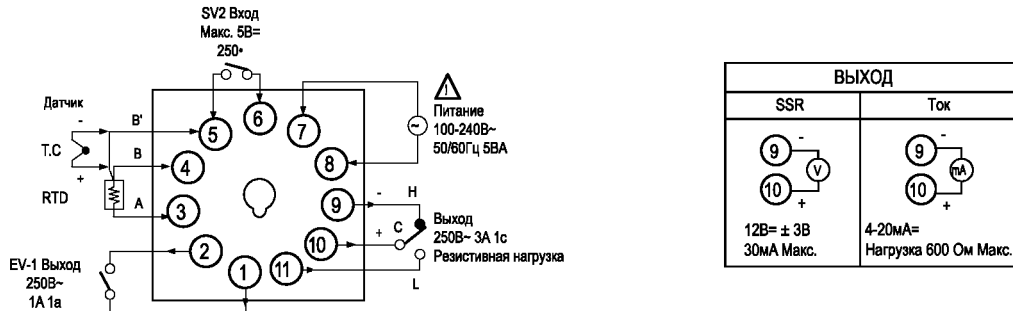 SV2 Вход
Макс. 5В=
250•
Датчик
-
T.C
+
RTD
B'
B
A
5
6
7
4
8
3
9
2
10
1
11
Питание
100-240В~
50/60Гц 5ВА
~
!
-
H
+
C
L
Выход
250В~ 3А 1с
Резистивная нагрузка
EV-1 Выход
250В~
1А 1а
ВЫХОД
SSR
Ток
9
-
V
10
+
12В= ± 3В
30мА Макс.
9
-
mA
10
+
4-20мА=
Нагрузка 600 Ом Макс.